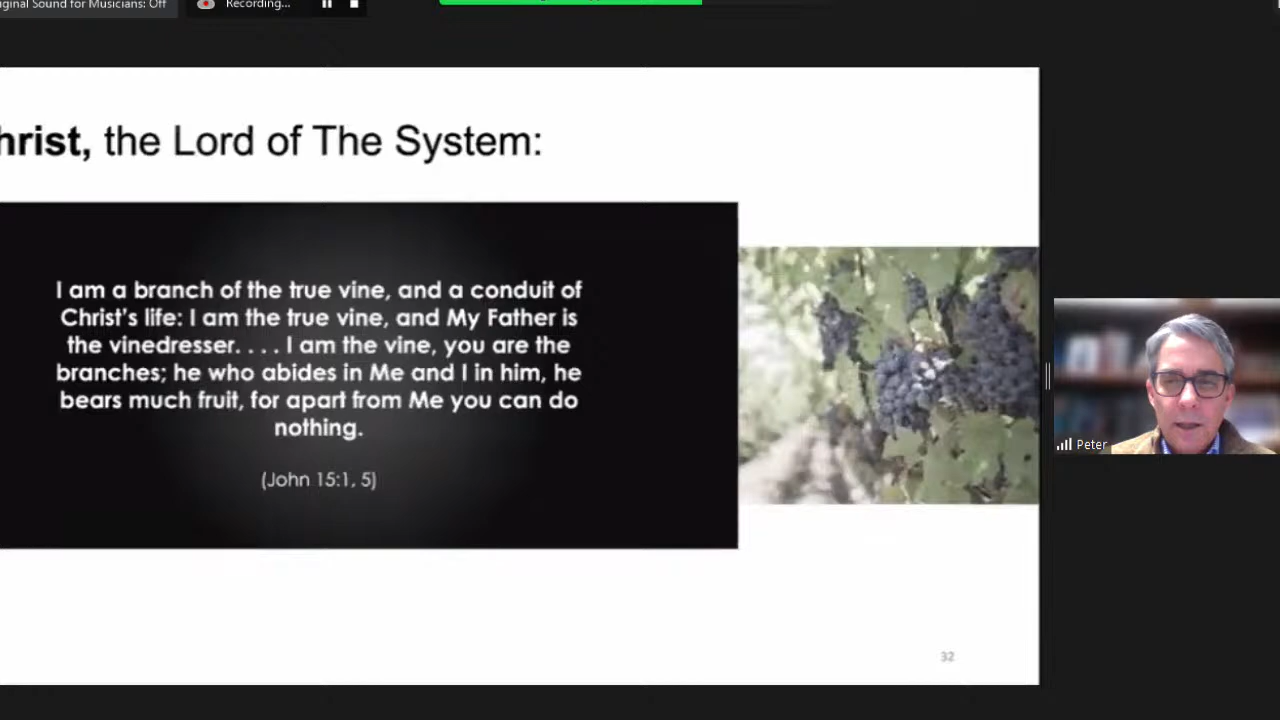 ginal Sound for Musicians: Off
Recording...
hrist, the Lord of The System:
I am a branch of the true vine, and a conduit of
Christ's life: I am the true vine, and My Father is
the vinedresser. . . . I am the vine, you are the
branches; he who abides in Me and I in him, he
bears much fruit, for apart from Me you can do
nothing.
(John 15:1, 5)
Peter
32